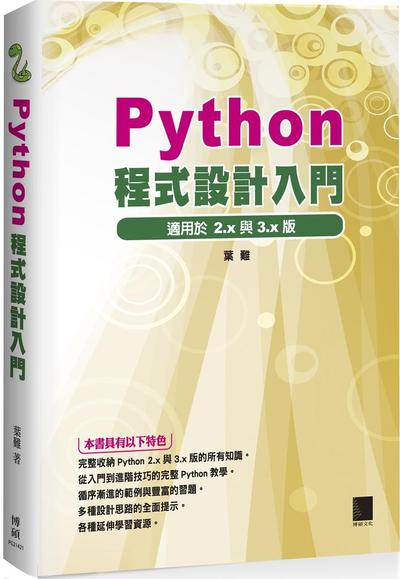 Python
程式設計入門
適用於 2.x 與 3.x 版
葉 難
本書具有以下特色
完整收納 Python 2.x 與 3.x 版的所有知識。
從入門到進階技巧的完整 Python 教學。
循序漸進的範例與豐富的習題。
多種設計思路的全面提示。
各種延伸學習資源。
博碩文化
Python 程式設計入門
葉難 著
博碩
PG21421